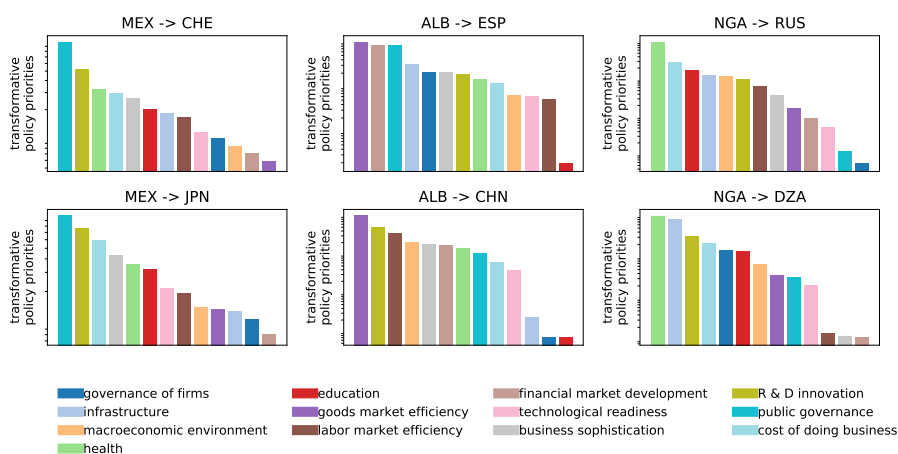 MEX -> CHE
ALB -> ESP
NGA -> RUS
transformative
policy priorities
transformative
policy priorities
transformative
policy priorities
MEX -> JPN
ALB -> CHN
NGA -> DZA
transformative
policy priorities
transformative
policy priorities
transformative
policy priorities
governance of firms
education
financial market development
R & D innovation
infrastructure
goods market efficiency
technological readiness
public governance
macroeconomic environment
labor market efficiency
business sophistication
cost of doing business
health